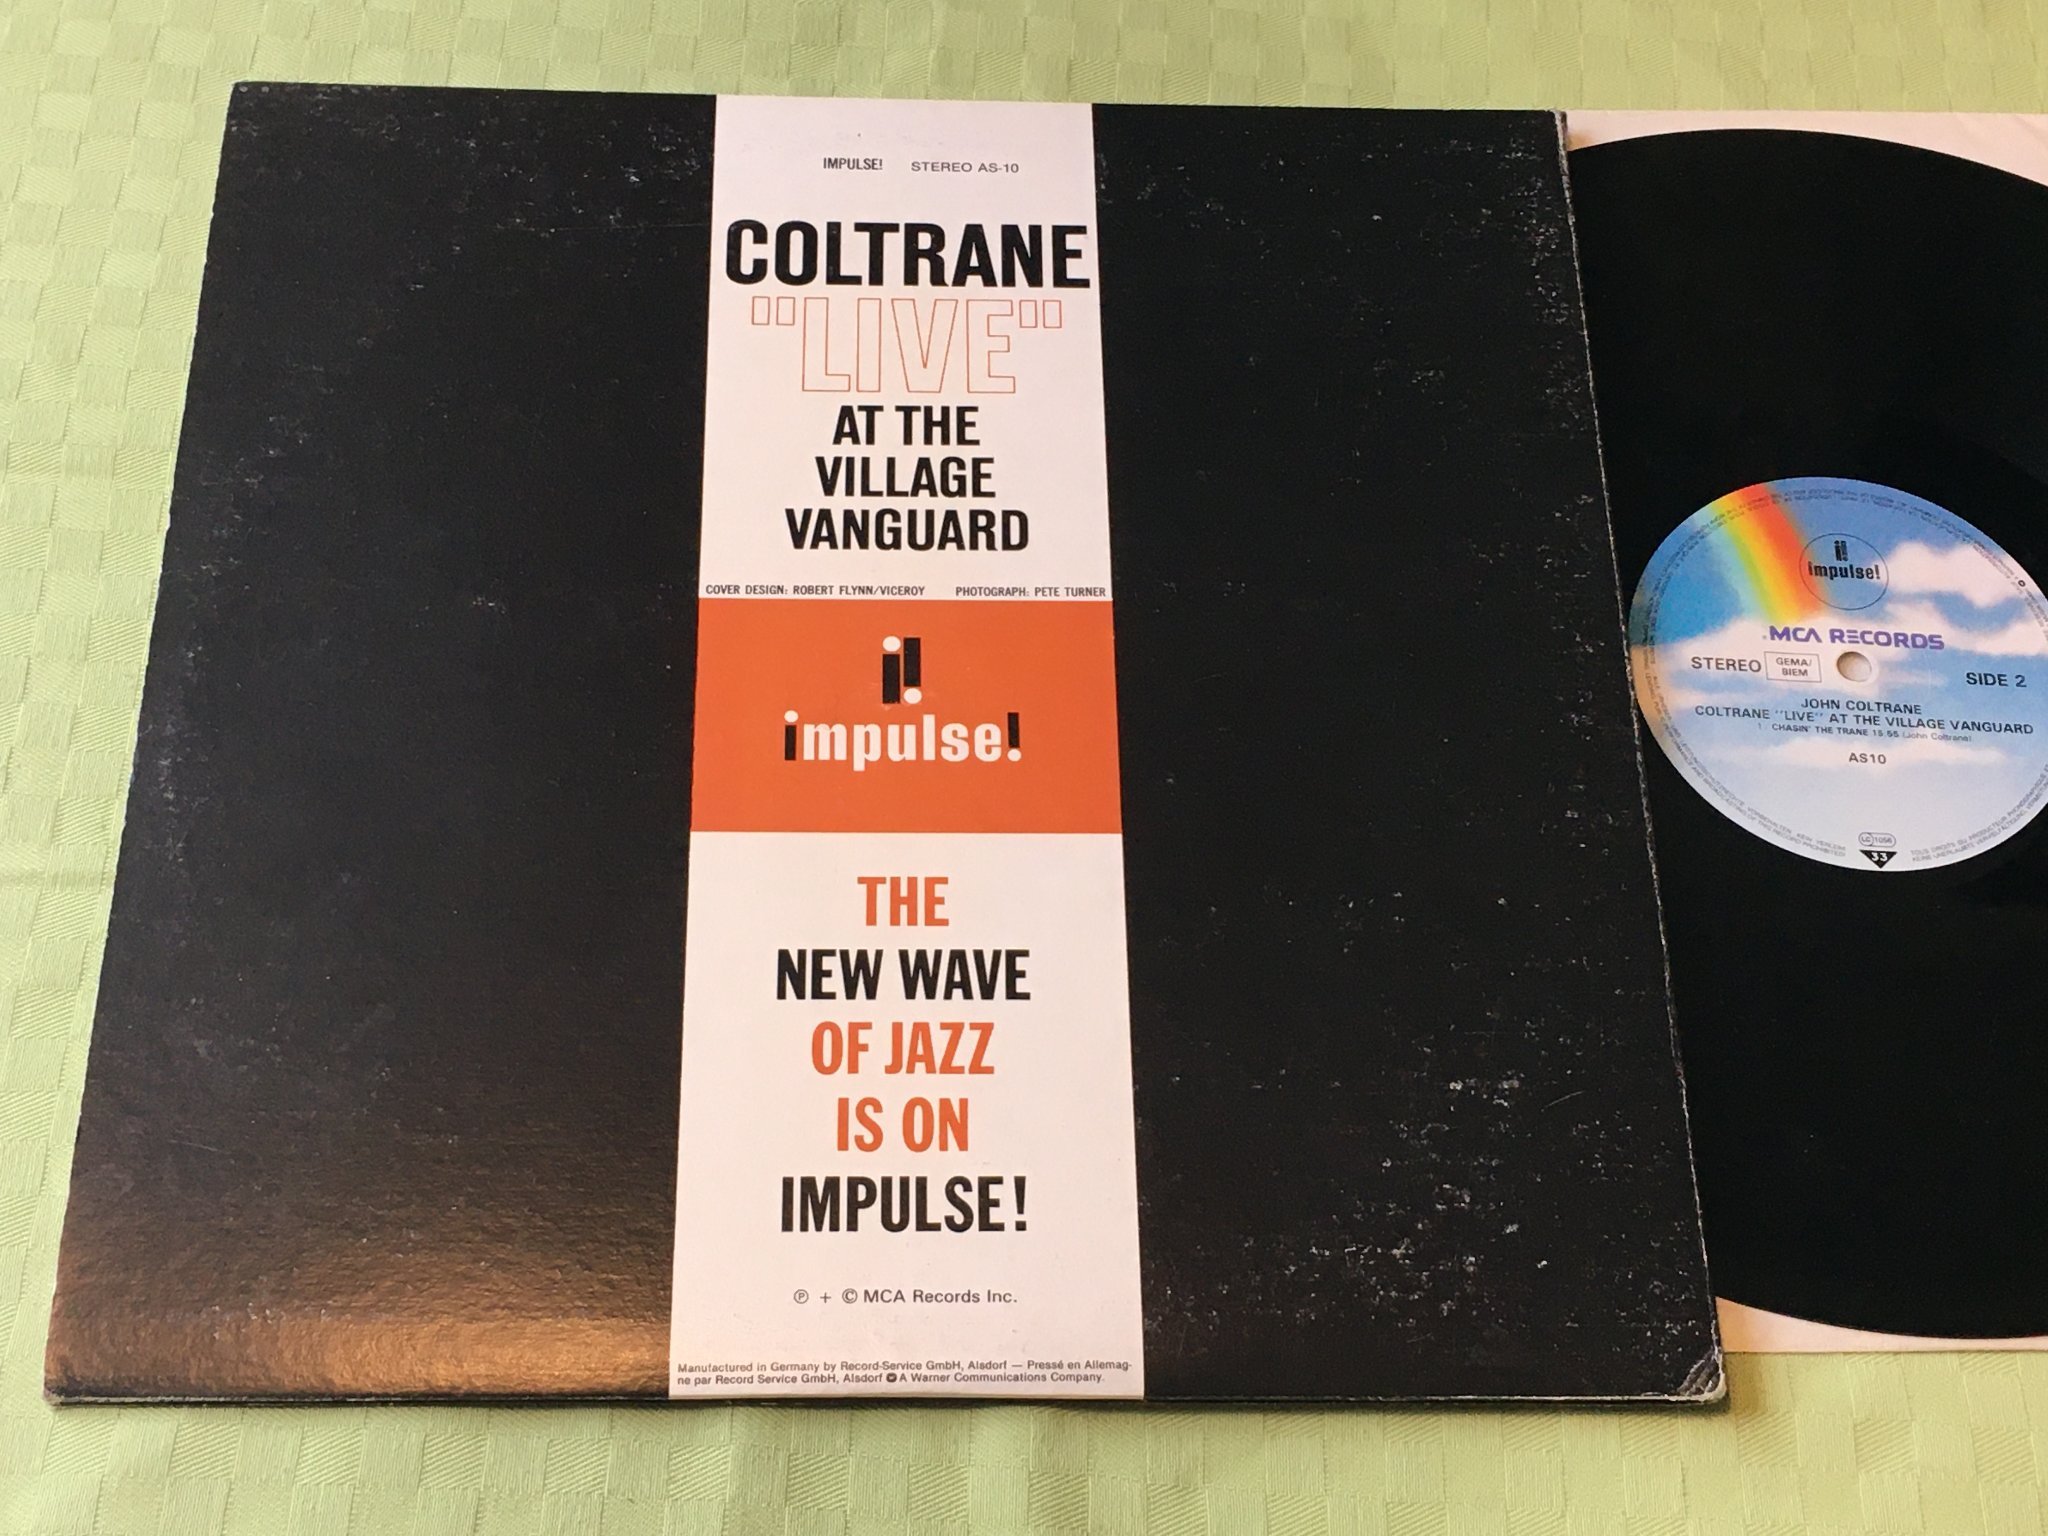 IMPULSE! STEREO AS-10
COLTRANE
"LIVE"
AT THE
VILLAGE
VANGUARD
COVER DESIGN: ROBERT FLYNN/VICEROY PHOTOGRAPH: PETE TURNER
impulse!
THE
NEW WAVE
OF JAZZ
IS ON
IMPULSE!
℗ + © MCA Records Inc.
Manufactured in Germany by Record-Service GmbH, Alsdorf — Pressé en Allemag-
ne par Record Service GmbH, Alsdorf A Warner Communications Company.
impulse!
MCA RECORDS
STEREO GEMA/
BIEM
SIDE 2
JOHN COLTRANE
COLTRANE "LIVE" AT THE VILLAGE VANGUARD
1. CHASIN' THE TRANE 15:55 (John Coltrane)
AS10
LC 1056
33